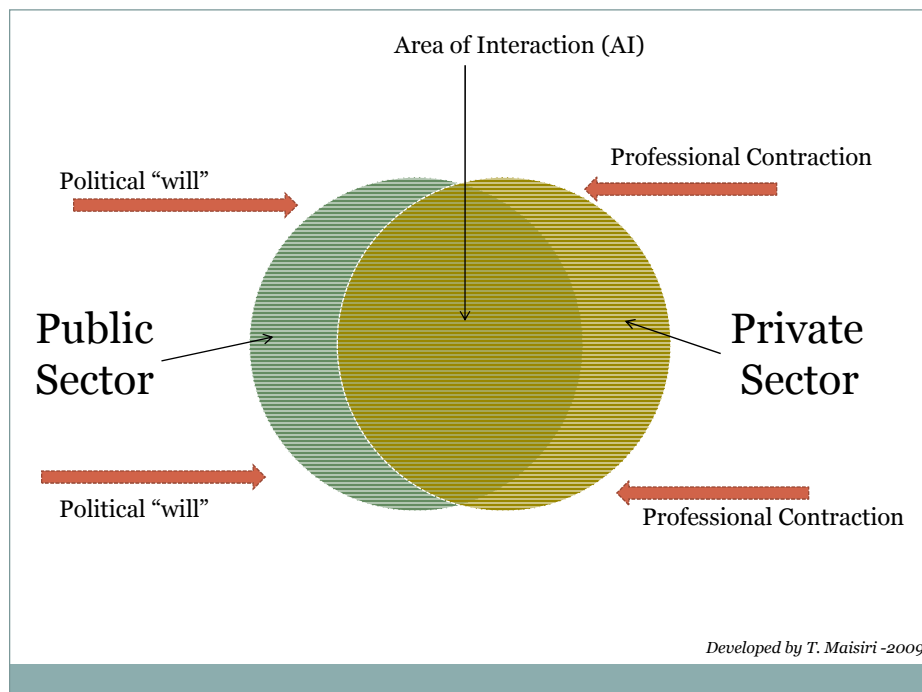 Area of Interaction (AI)
Political “will”
Professional Contraction
Public
Sector
Private
Sector
Political “will”
Professional Contraction
Developed by T. Maisiri -2009